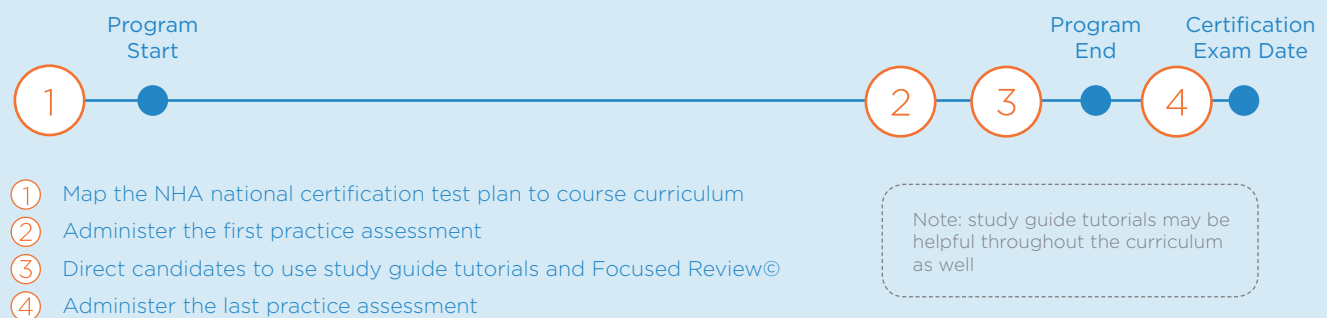 Program
Start
Program
End
Certification
Exam Date
1
2
3
4
1 Map the NHA national certification test plan to course curriculum
2 Administer the first practice assessment
3 Direct candidates to use study guide tutorials and Focused Review©
4 Administer the last practice assessment
Note: study guide tutorials may be
helpful throughout the curriculum
as well